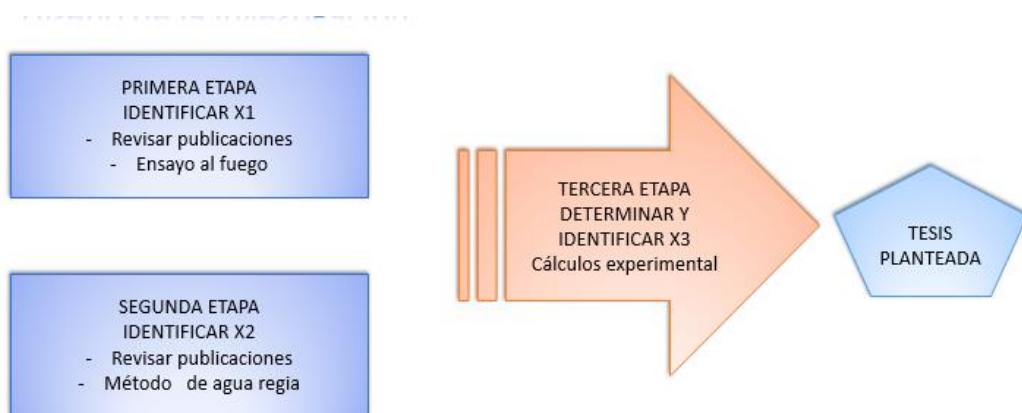 PRIMERA ETAPA
IDENTIFICAR X1
- Revisar publicaciones
- Ensayo al fuego
SEGUNDA ETAPA
IDENTIFICAR X2
- Revisar publicaciones
- Método de agua regia
TERCERA ETAPA
DETERMINAR Y
IDENTIFICAR X3
Cálculos experimental
TESIS
PLANTEADA